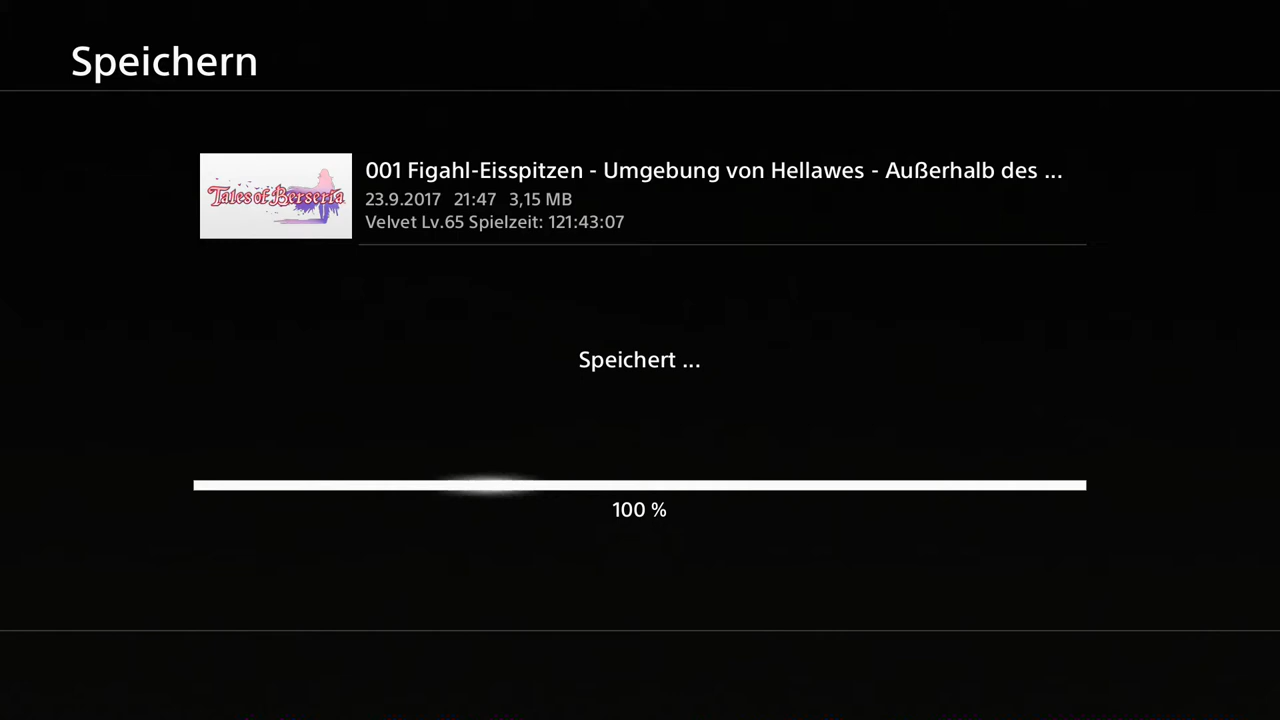 Speichern
Tales of Berseria
001 Figahl-Eisspitzen - Umgebung von Hellawes - Außerhalb des ...
23.9.2017 21:47 3,15 MB
Velvet Lv.65 Spielzeit: 121:43:07
Speichert ...
100 %